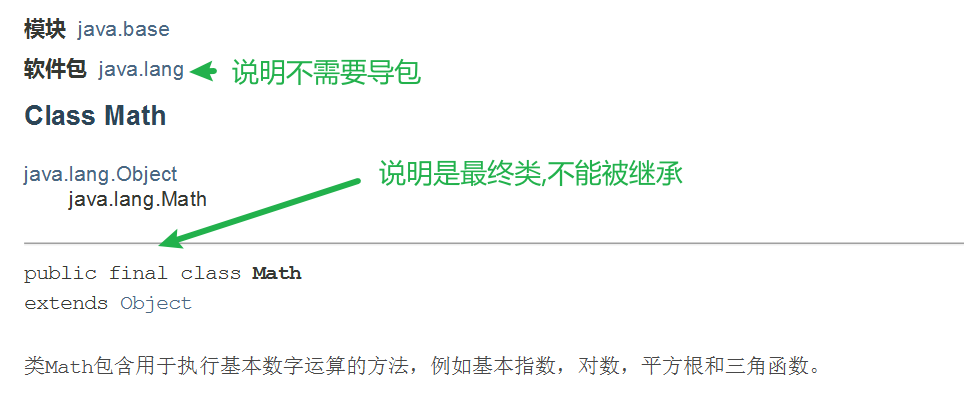 模块 java.base
软件包 java.lang 说明不需要导包
Class Math
java.lang.Object
说明是最终类,不能被继承
java.lang.Math
public final class Math
extends Object
类Math包含用于执行基本数字运算的方法，例如基本指数，对数，平方根和三角函数。